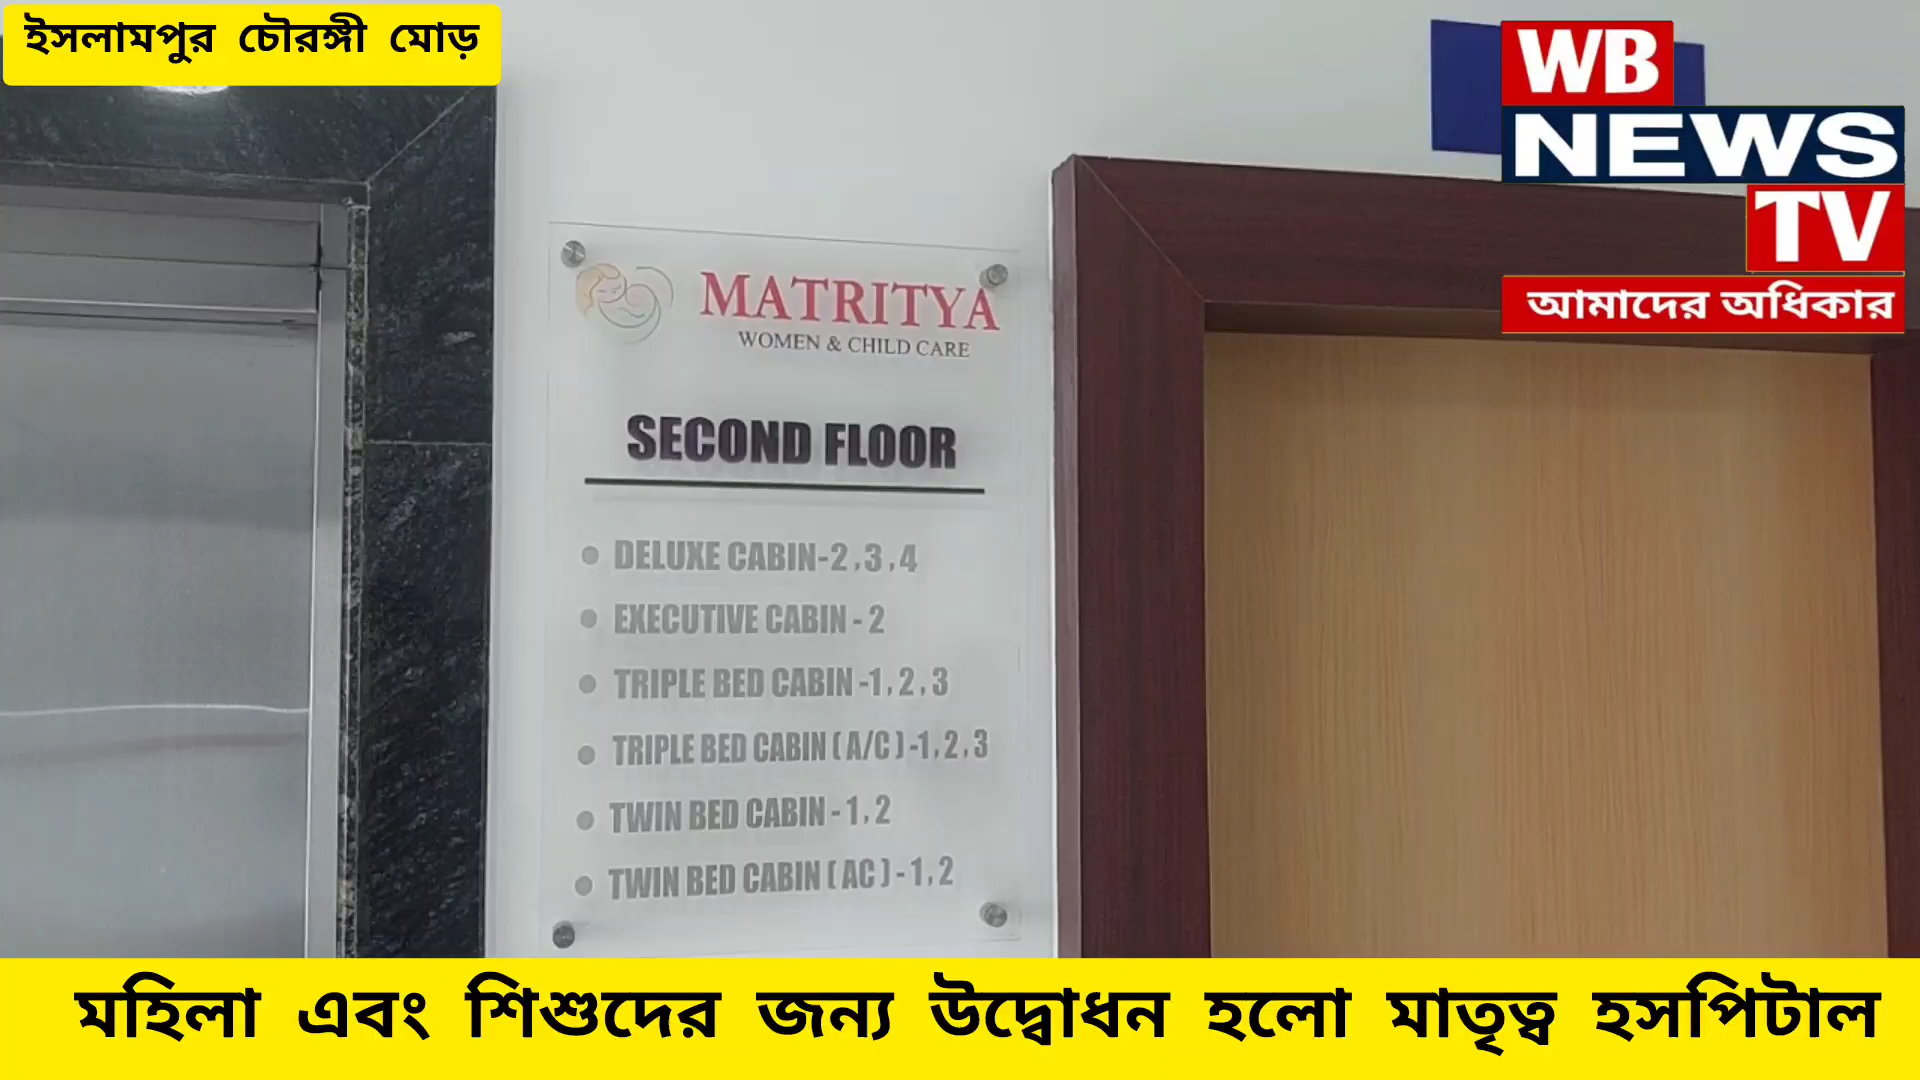 ইসলামপুর চৌরঙ্গী মোড়
WB
NEWS
TV
আমাদের অধিকার
MATRITYA
WOMEN & CHILD CARE
SECOND FLOOR
DELUXE CABIN-2,3,4
EXECUTIVE CABIN - 2
TRIPLE BED CABIN -1,2,3
TRIPLE BED CABIN (A/C) -1,2,3
TWIN BED CABIN - 1,2
TWIN BED CABIN (AC) - 1,2
মহিলা এবং শিশুদের জন্য উদ্বোধন হলো মাতৃত্ব হসপিটাল